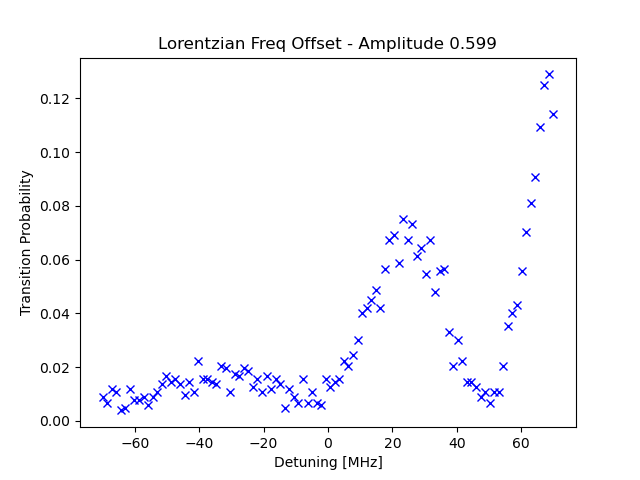 Lorentzian Freq Offset - Amplitude 0.599
0.12
0.10
0.08
0.06
0.04
0.02
0.00
Transition Probability
−60 −40 −20 0 20 40 60
Detuning [MHz]